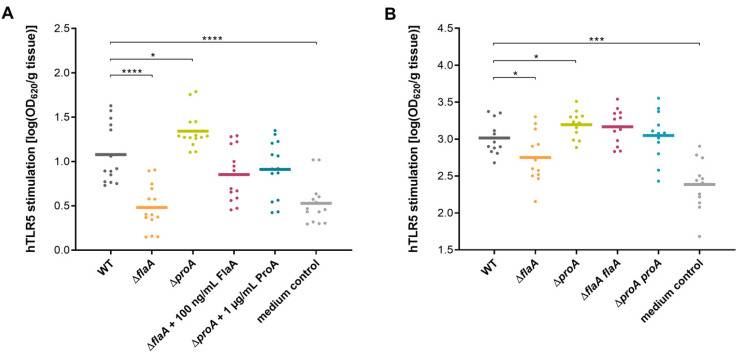 A
hTLR5 stimulation [log(OD620/g tissue)]
2.5
2.0
1.5
1.0
0.5
0.0
****
*
****
WT
ΔflaA
ΔproA
ΔflaA + 100 ng/mL FlaA
ΔproA + 1 µg/mL ProA
medium control
B
hTLR5 stimulation [log(OD620/g tissue)]
4.5
4.0
3.5
3.0
2.5
2.0
1.5
***
*
*
WT
ΔflaA
ΔproA
ΔflaA flaA
ΔproA proA
medium control